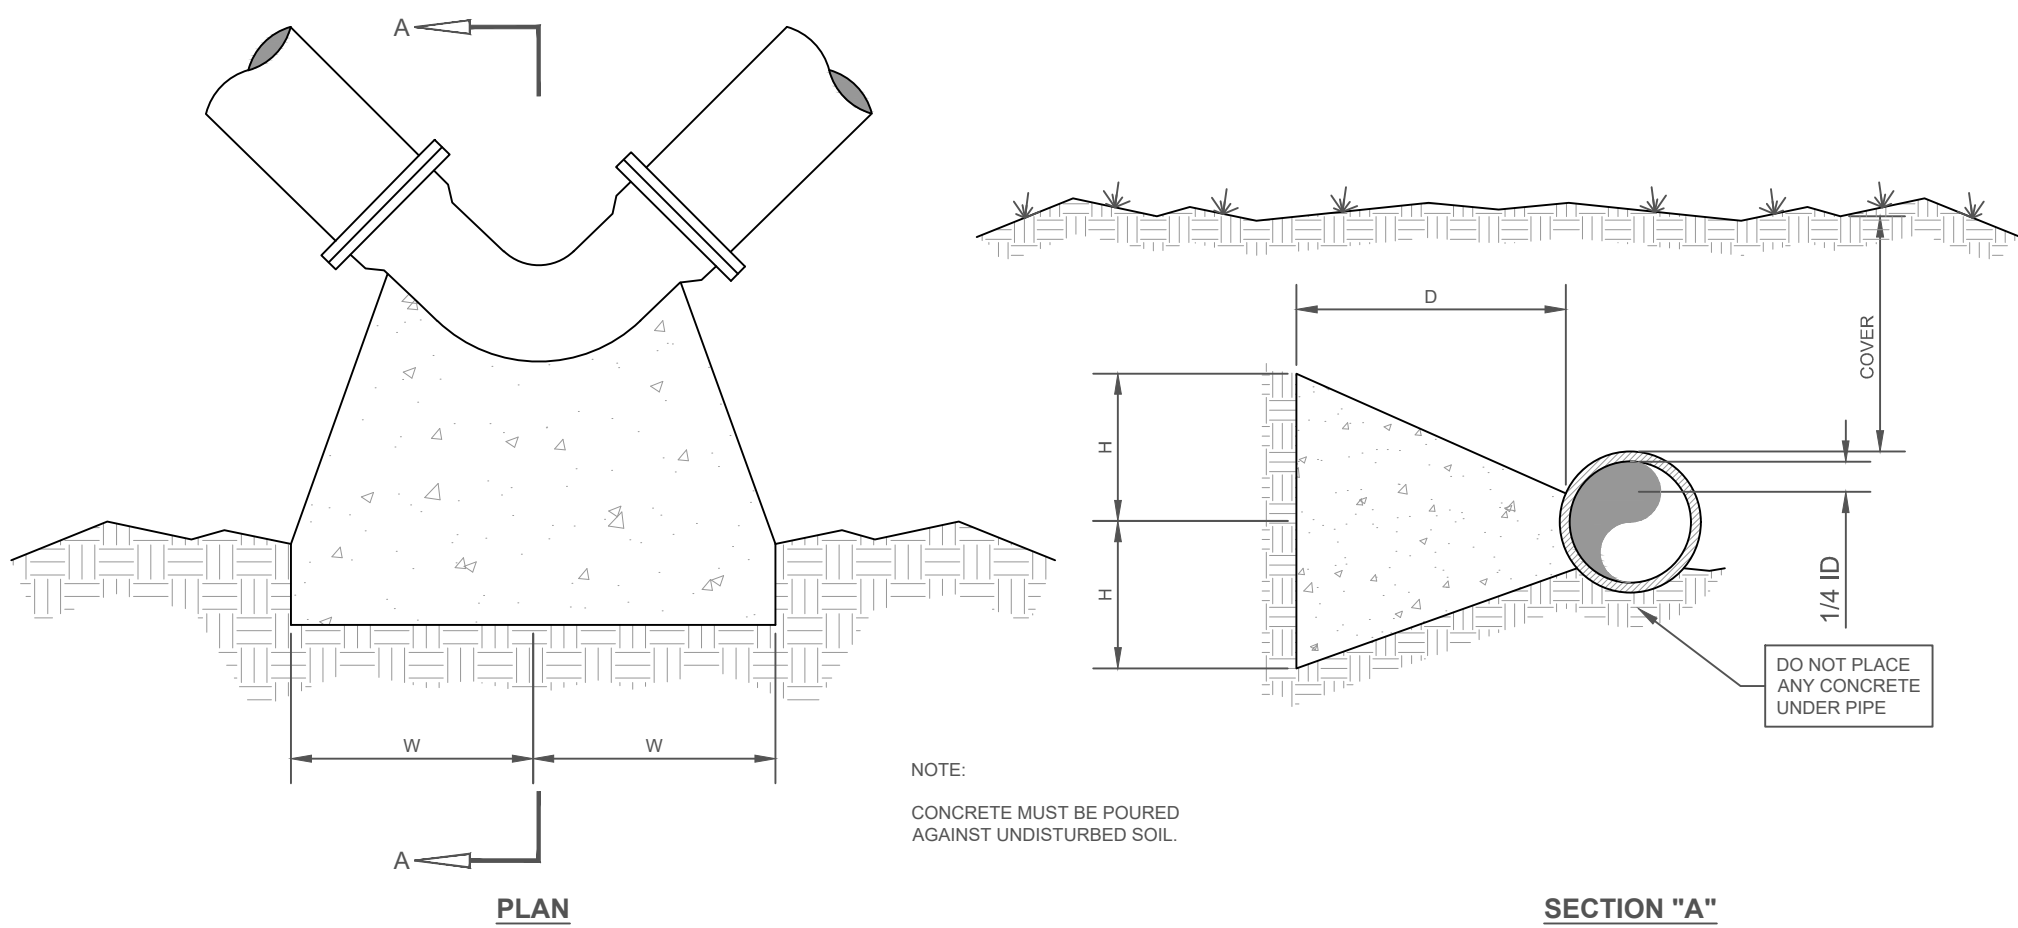 A
D
COVER
H
H
1/4 ID
DO NOT PLACE
ANY CONCRETE
UNDER PIPE
W
W
NOTE:
CONCRETE MUST BE POURED
AGAINST UNDISTURBED SOIL.
A
PLAN
SECTION "A"